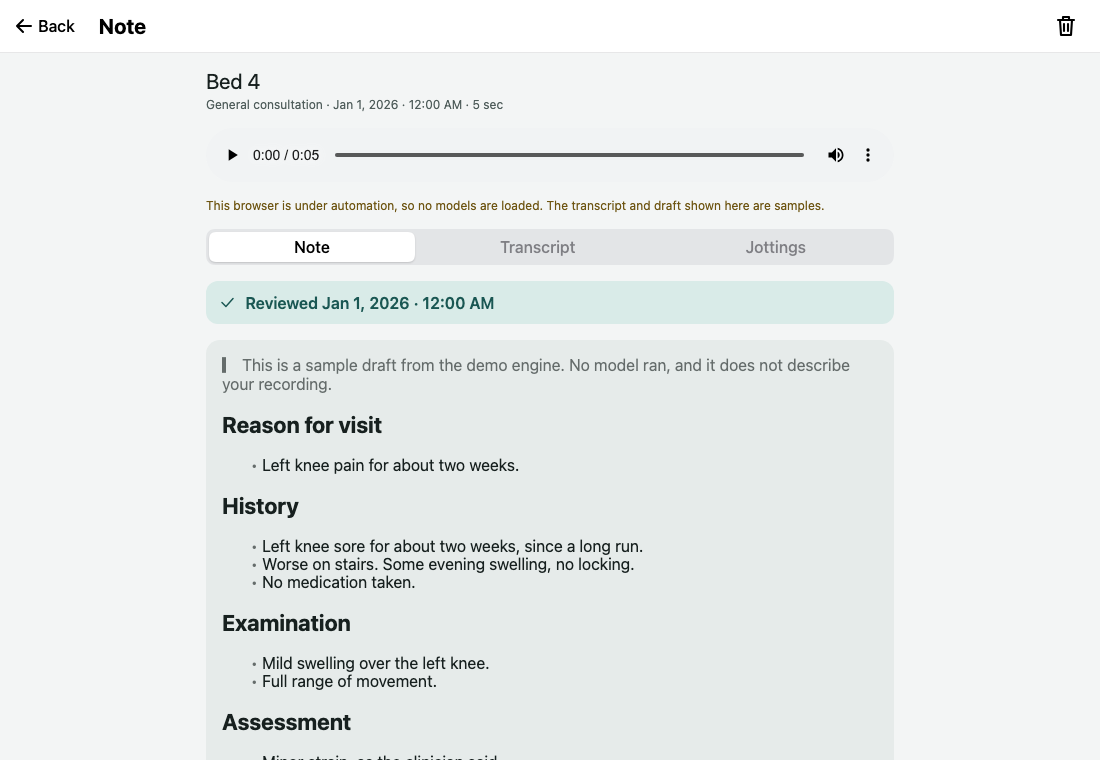 Back Note
Bed 4
General consultation · Jan 1, 2026 · 12:00 AM · 5 sec
0:00 / 0:05
This browser is under automation, so no models are loaded. The transcript and draft shown here are samples.
Note Transcript Jottings
Reviewed Jan 1, 2026 · 12:00 AM
This is a sample draft from the demo engine. No model ran, and it does not describe
your recording.
Reason for visit
• Left knee pain for about two weeks.
History
• Left knee sore for about two weeks, since a long run.
• Worse on stairs. Some evening swelling, no locking.
• No medication taken.
Examination
• Mild swelling over the left knee.
• Full range of movement.
Assessment